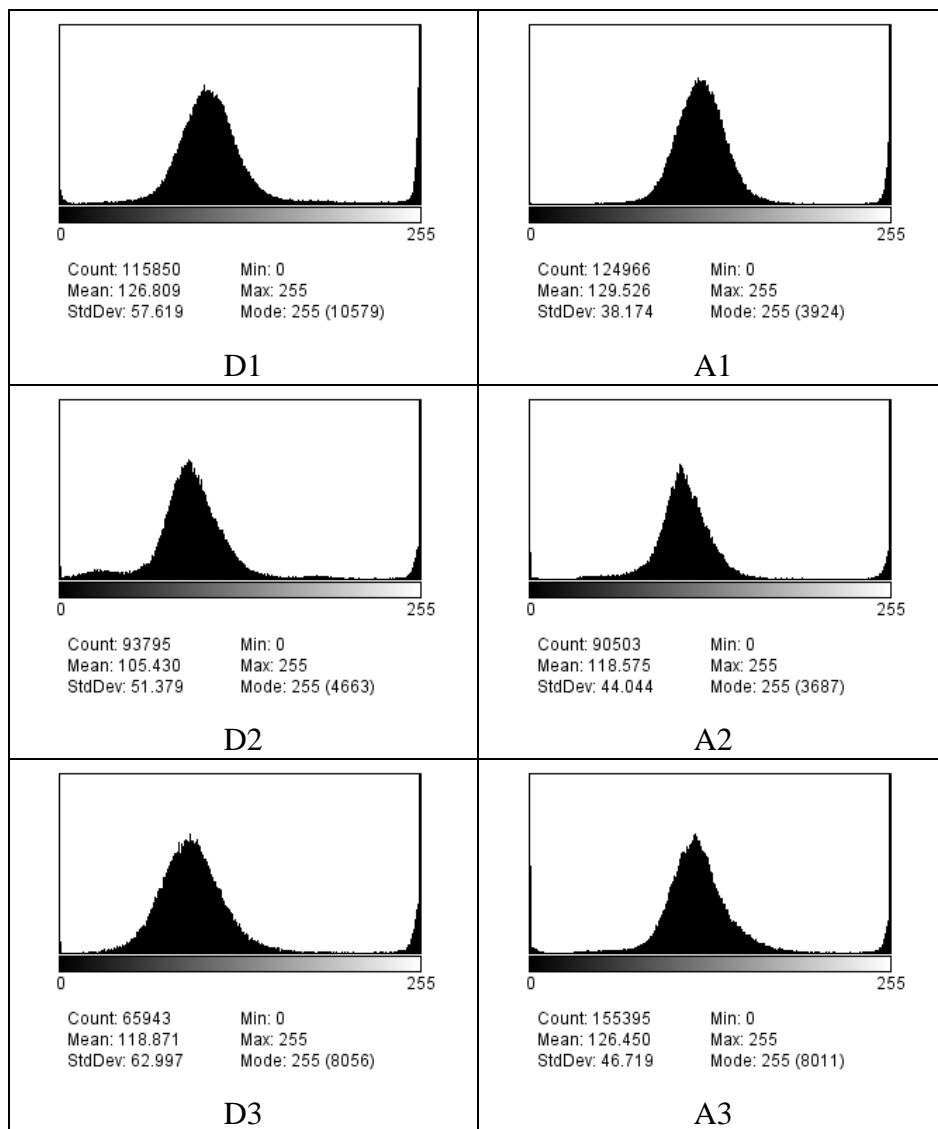 0 255
Count: 115850 Min: 0
Mean: 126.809 Max: 255
StdDev: 57.619 Mode: 255 (10579)
D1
0 255
Count: 124966 Min: 0
Mean: 129.526 Max: 255
StdDev: 38.174 Mode: 255 (3924)
A1
0 255
Count: 93795 Min: 0
Mean: 105.430 Max: 255
StdDev: 51.379 Mode: 255 (4663)
D2
0 255
Count: 90503 Min: 0
Mean: 118.575 Max: 255
StdDev: 44.044 Mode: 255 (3687)
A2
0 255
Count: 65943 Min: 0
Mean: 118.871 Max: 255
StdDev: 62.997 Mode: 255 (8056)
D3
0 255
Count: 155395 Min: 0
Mean: 126.450 Max: 255
StdDev: 46.719 Mode: 255 (8011)
A3